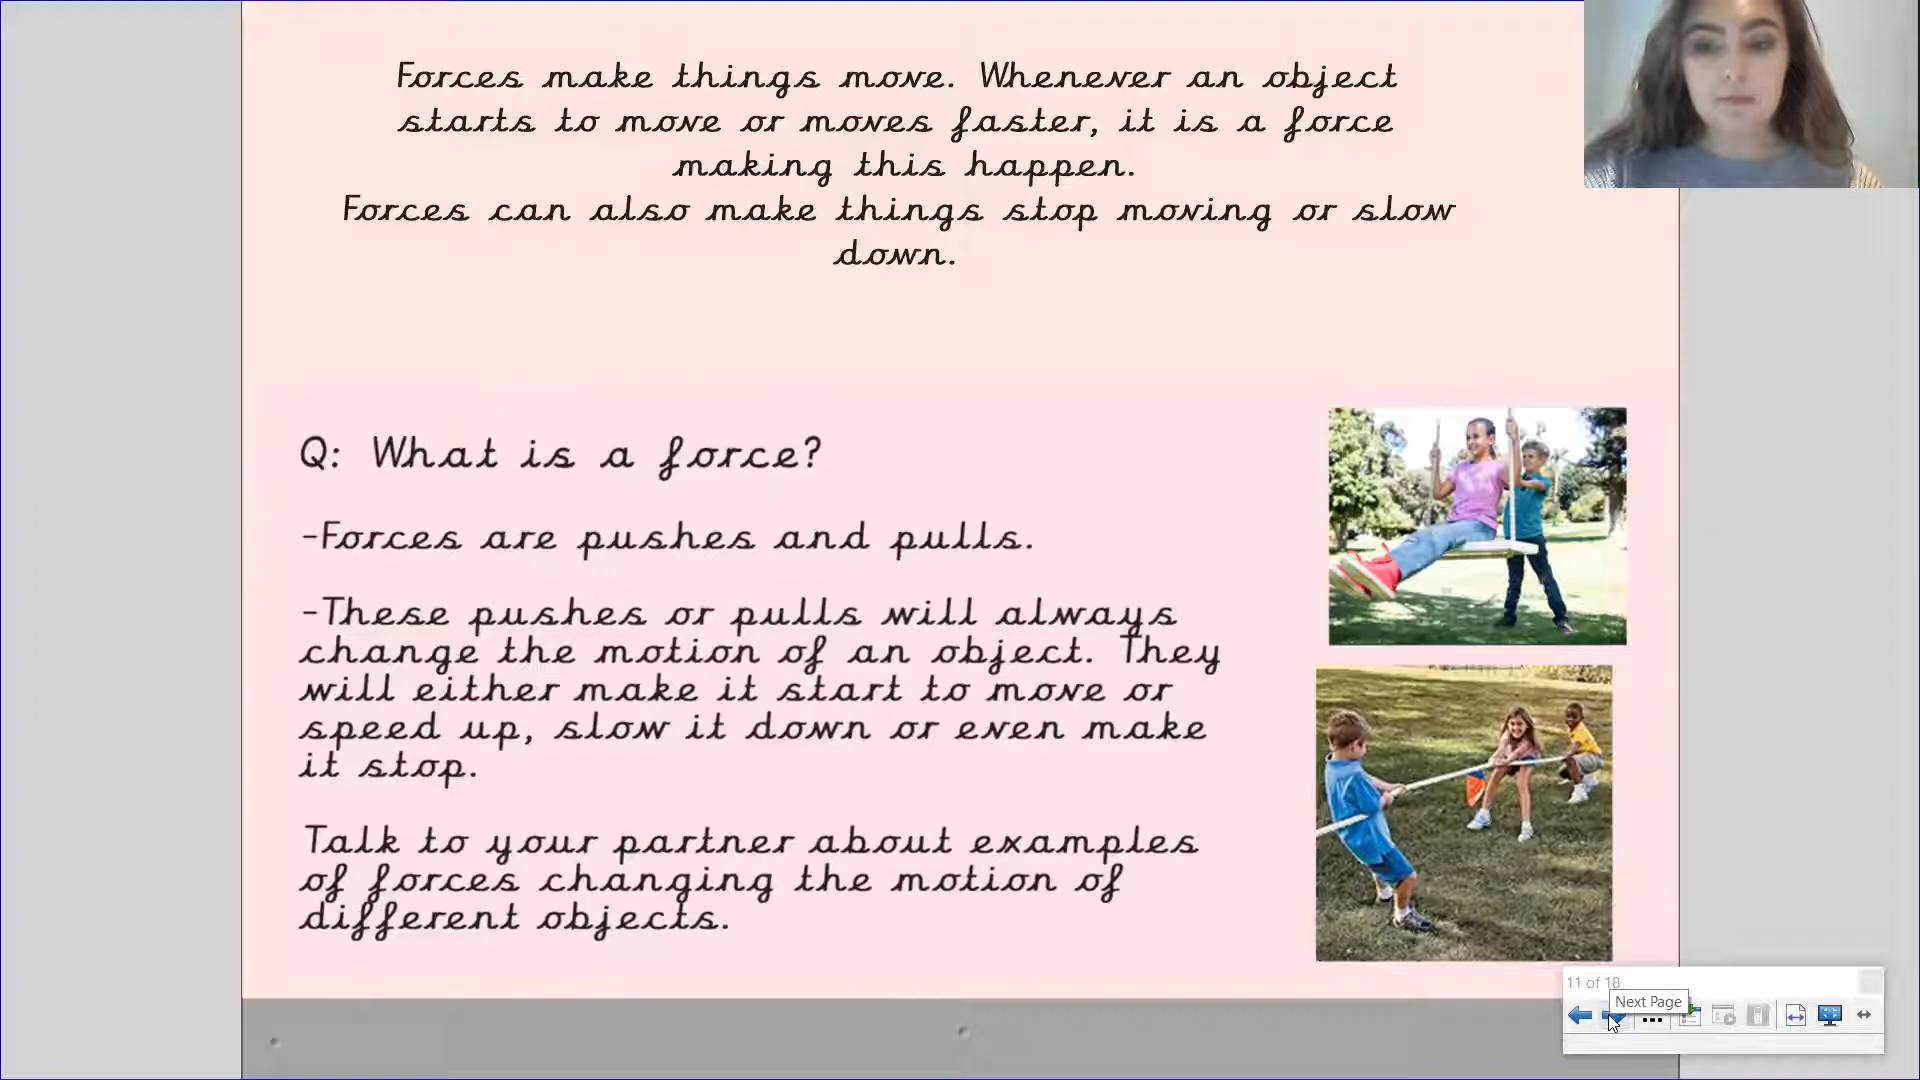 Forces make things move. Whenever an object
starts to move or moves faster, it is a force
making this happen.
Forces can also make things stop moving or slow
down.
Q: What is a force?
-Forces are pushes and pulls.
-These pushes or pulls will always
change the motion of an object. They
will either make it start to move or
speed up, slow it down or even make
it stop.
Talk to your partner about examples
of forces changing the motion of
different objects.
11 of 18
Next Page